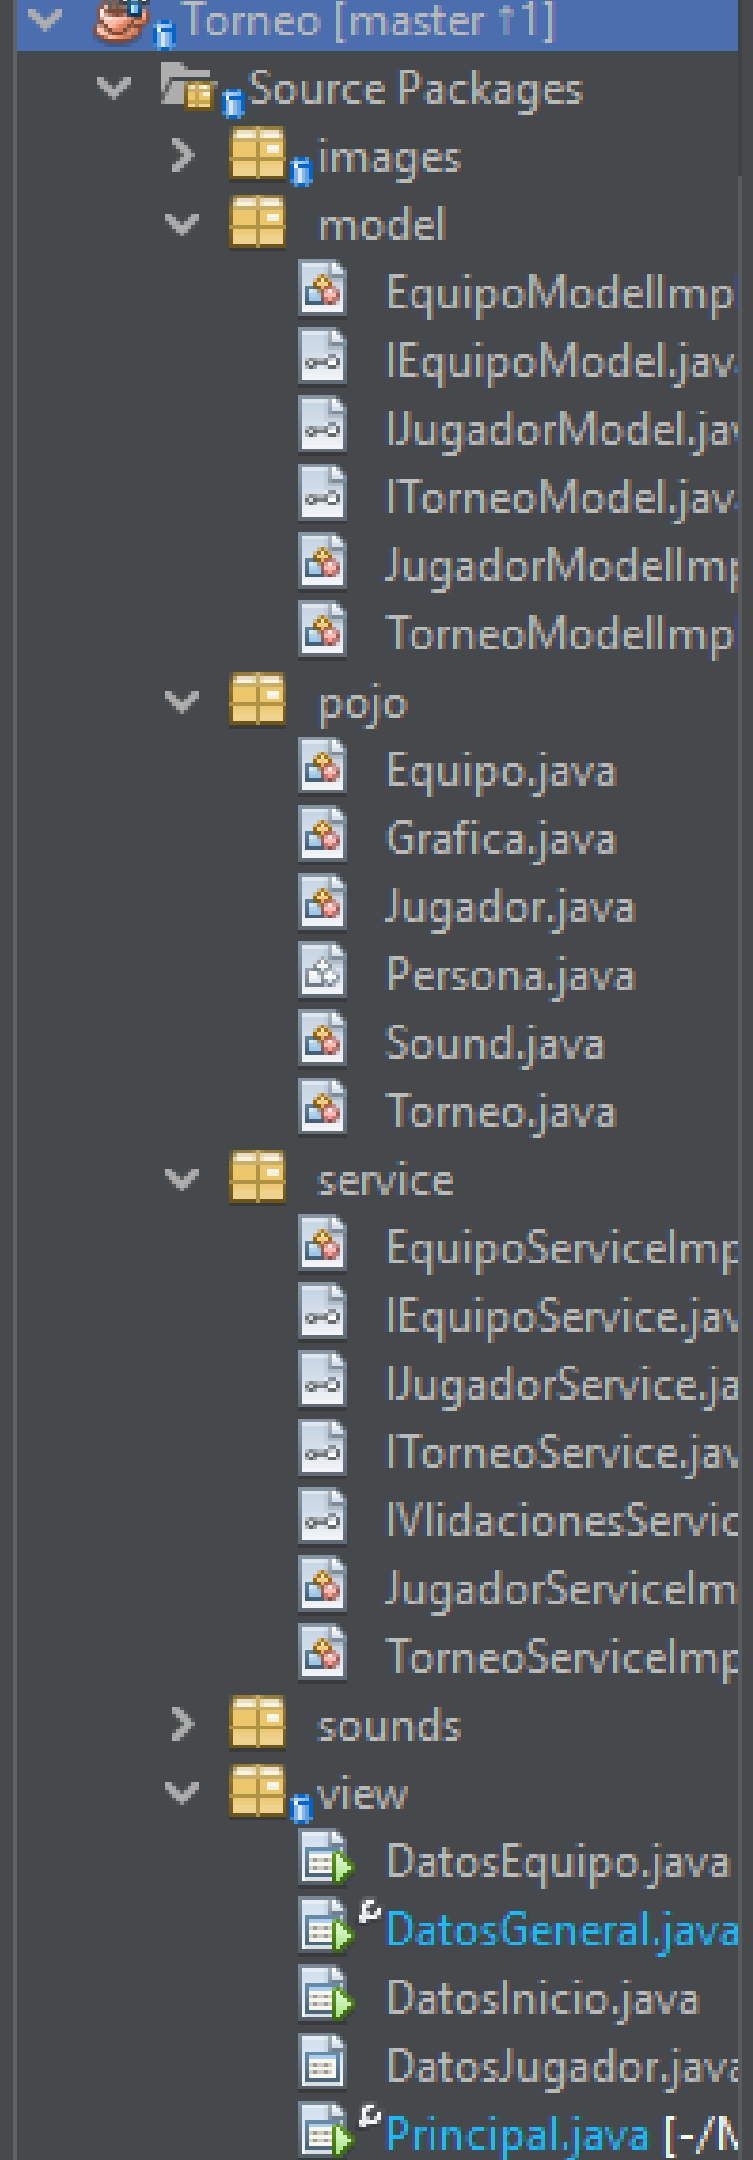 Torneo [master ↑1]
Source Packages
images
model
EquipoModelImp
IEquipoModel.jav
IJugadorModel.jav
ITorneoModel.jav
JugadorModelImp
TorneoModelImp
pojo
Equipo.java
Grafica.java
Jugador.java
Persona.java
Sound.java
Torneo.java
service
EquipoServiceImp
IEquipoService.jav
IJugadorService.ja
ITorneoService.jav
IVlidacionesServic
JugadorServiceIm
TorneoServiceImp
sounds
view
DatosEquipo.java
DatosGeneral.java
DatosInicio.java
DatosJugador.java
Principal.java [-/M